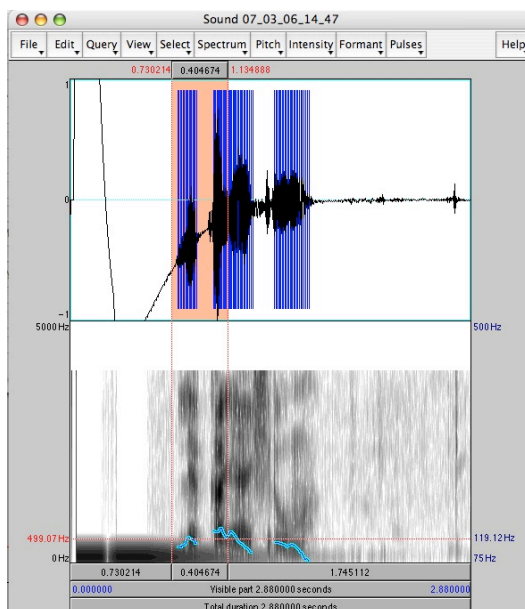 Sound 07_03_06_14_47
File Edit Query View Select Spectrum Pitch Intensity Formant Pulses Help
0.730214 0.404674 1.134888
1
0
-1
5000 Hz 500 Hz
499.07 Hz 119.12 Hz
0 Hz 75 Hz
0.730214 0.404674 1.745112
0.000000 Visible part 2.880000 seconds 2.880000
Total duration 2.880000 seconds